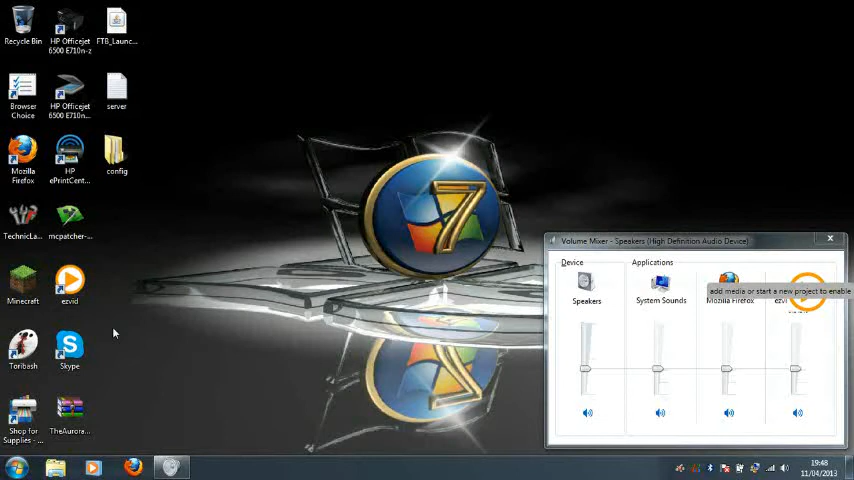 Recycle Bin
HP Officejet
6500 E710n-z
FTB_Launc...
Browser
Choice
HP Officejet
6500 E710n...
server
Mozilla
Firefox
HP
ePrintCent...
config
TechnicLa...
mcpatcher-...
Minecraft
ezvid
Toribash
Skype
Shop for
Supplies - ...
TheAurora...
7
Volume Mixer - Speakers (High Definition Audio Device)
Device
Applications
add media or start a new project to enable
Speakers
System Sounds
Mozilla Firefox
19:48
11/04/2013